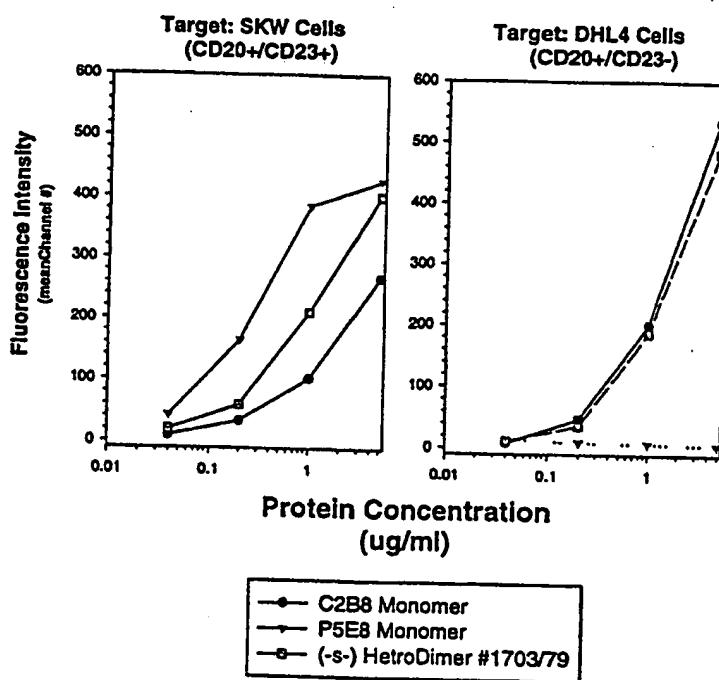 Target: SKW Cells
(CD20+/CD23+)
Target: DHL4 Cells
(CD20+/CD23-)
Fluorescence Intensity
(meanChannel #)
600
500
400
300
200
100
0
0.01
0.1
1
600
500
400
300
200
100
0
0.01
0.1
1
Protein Concentration
(ug/ml)
C2B8 Monomer
P5E8 Monomer
(-s-) HetroDimer #1703/79